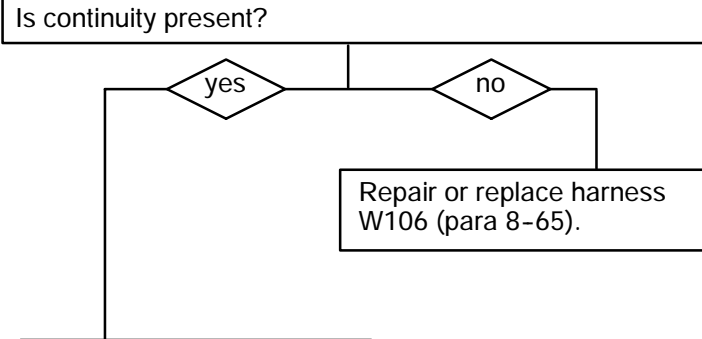 Is continuity present?
yes
no
Repair or replace harness
W106 (para 8-65).